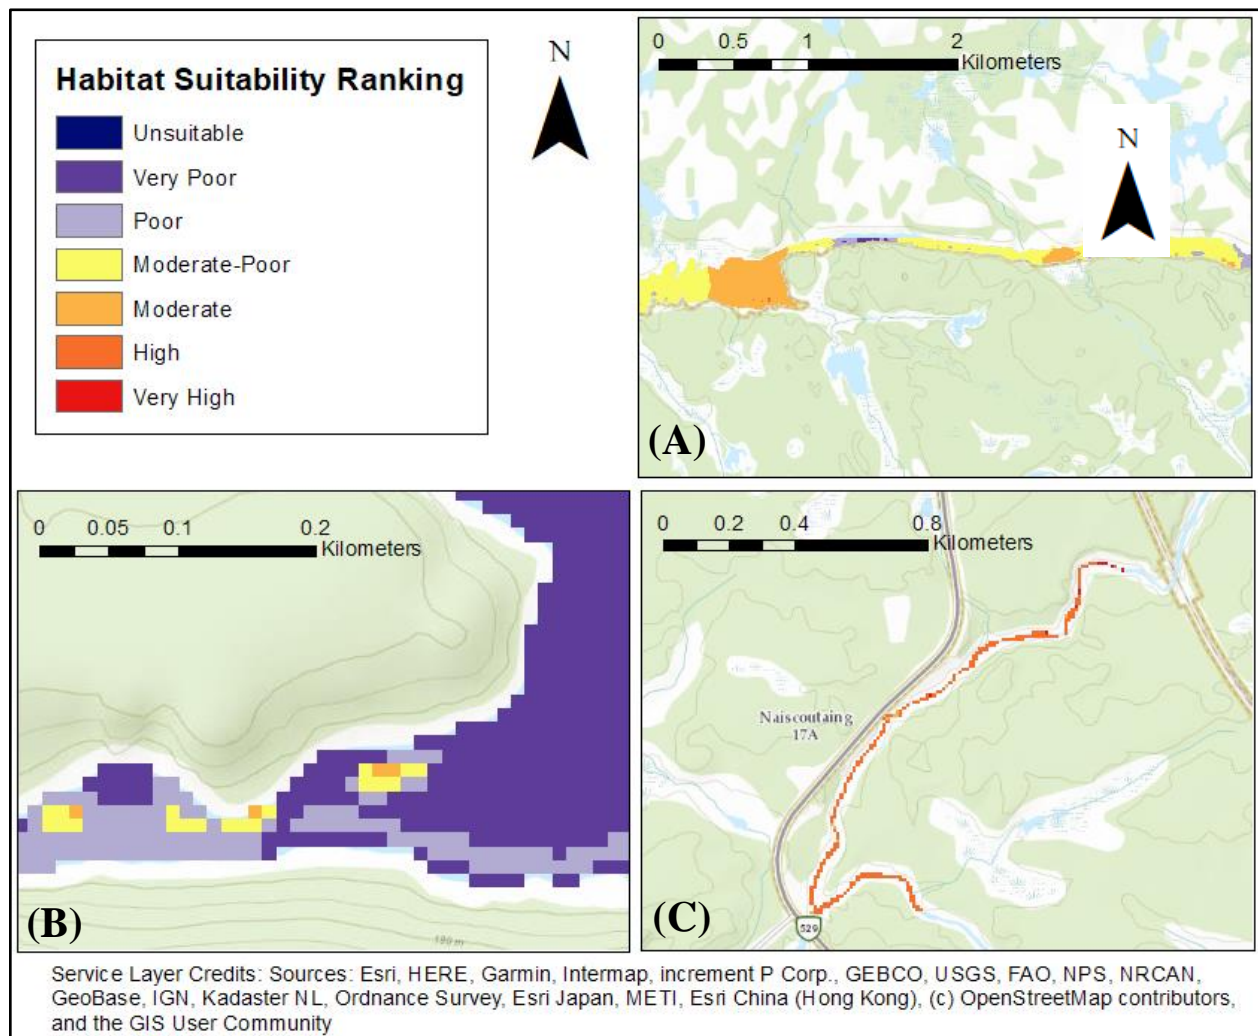 Habitat Suitability Ranking
Unsuitable
Very Poor
Poor
Moderate-Poor
Moderate
High
Very High
N
0 0.5 1 2
Kilometers
N
(A)
0 0.05 0.1 0.2
Kilometers
180 m
(B)
0 0.2 0.4 0.8
Kilometers
Naiscoutaing
17A
529
(C)
Service Layer Credits: Sources: Esri, HERE, Garmin, Intermap, increment P Corp., GEBCO, USGS, FAO, NPS, NRCAN,
GeoBase, IGN, Kadaster NL, Ordnance Survey, Esri Japan, METI, Esri China (Hong Kong), (c) OpenStreetMap contributors,
and the GIS User Community